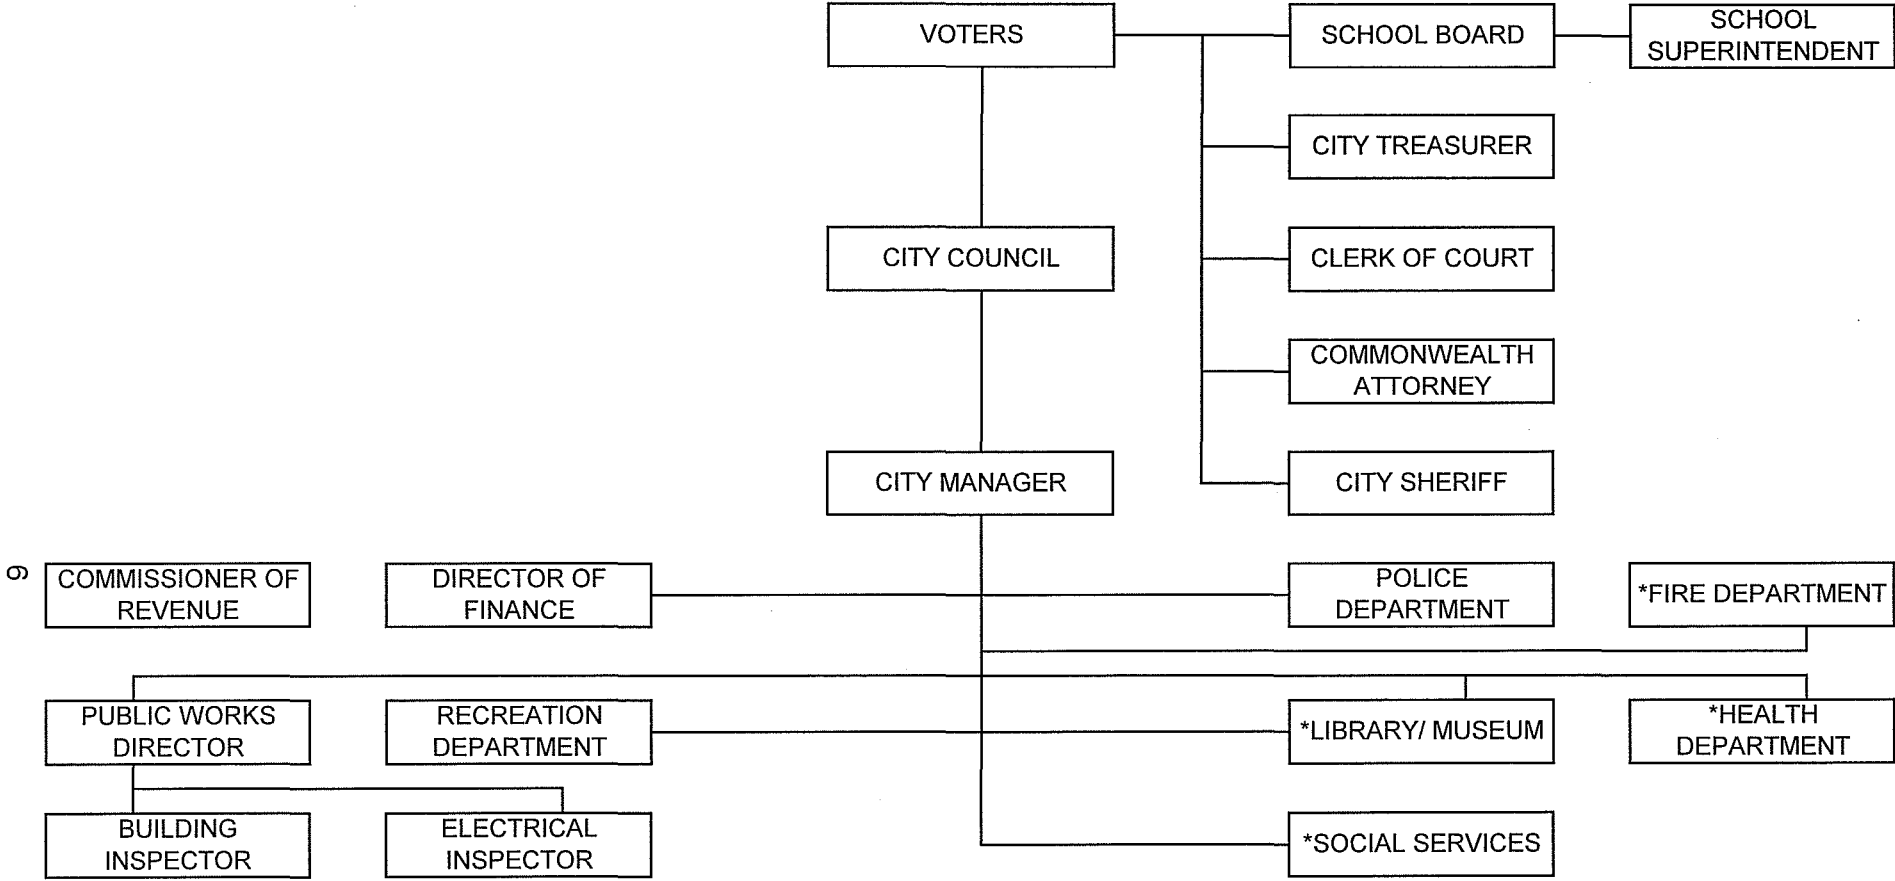 VOTERS
SCHOOL BOARD
SCHOOL
SUPERINTENDENT
CITY TREASURER
CITY COUNCIL
CLERK OF COURT
COMMONWEALTH
ATTORNEY
CITY MANAGER
CITY SHERIFF
9
COMMISSIONER OF
REVENUE
DIRECTOR OF
FINANCE
POLICE
DEPARTMENT
*FIRE DEPARTMENT
PUBLIC WORKS
DIRECTOR
RECREATION
DEPARTMENT
*LIBRARY/ MUSEUM
*HEALTH
DEPARTMENT
BUILDING
INSPECTOR
ELECTRICAL
INSPECTOR
*SOCIAL SERVICES